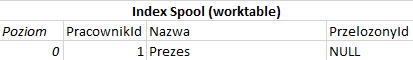 Index Spool (worktable)
Poziom PracownikId Nazwa PrzelozonyId
0 1 Prezes NULL